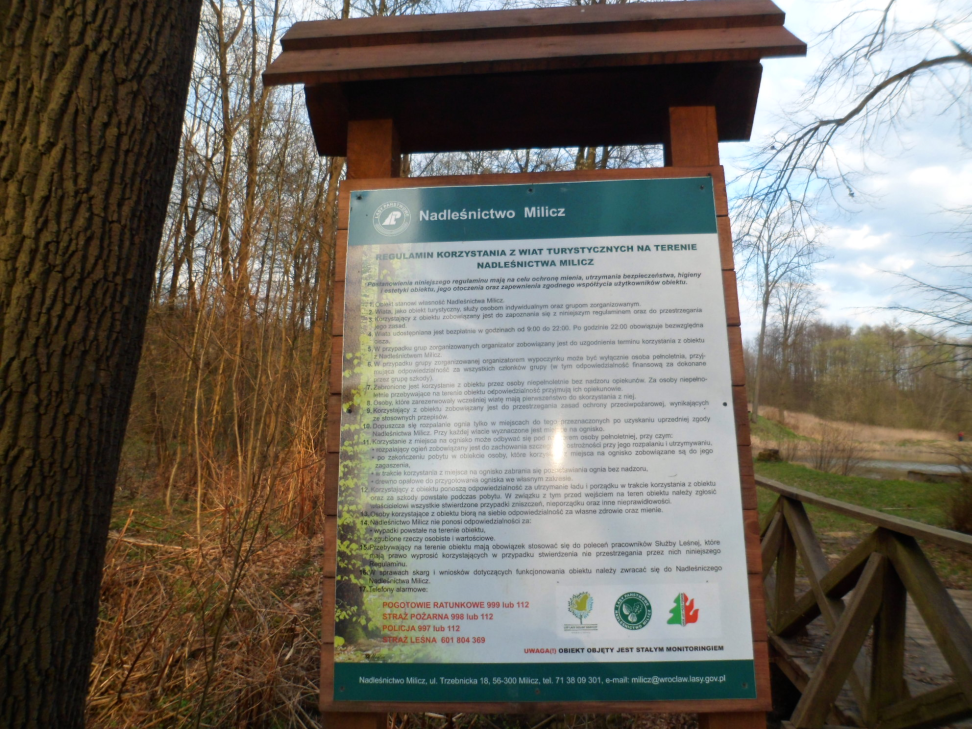 LASY PAŃSTWOWE
Nadleśnictwo Milicz
REGULAMIN KORZYSTANIA Z WIAT TURYSTYCZNYCH NA TERENIE
NADLEŚNICTWA MILICZ
Postanowienie niniejszego regulaminu mają na celu ochronę mienia, utrzymania bezpieczeństwa, higieny
i estetyki obiektu, jego otoczenia oraz zapewnienia zgodnego współżycia użytkowników obiektu.
1. Obiekt stanowi własność Nadleśnictwa Milicz.
2. Wiata, jako obiekt turystyczny, służy osobom indywidualnym oraz grupom zorganizowanym.
3. Korzystający z obiektu zobowiązany jest do zapoznania się z niniejszym regulaminem oraz do przestrzegania
jego zasad.
4. Wiata udostępniana jest bezpłatnie w godzinach od 9:00 do 22:00. Po godzinie 22:00 obowiązuje bezwzględna
cisza.
5. W przypadku grup zorganizowanych organizator zobowiązany jest do uzgodnienia terminu korzystania z obiektu
z Nadleśnictwem Milicz.
6. W przypadku grupy zorganizowanej organizatorem wypoczynku może być wyłącznie osoba pełnoletnia, przyj-
mująca odpowiedzialność za wszystkich członków grupy (w tym odpowiedzialność finansową za dokonane
przez grupę szkody).
7. Zabronione jest korzystanie z obiektu przez osoby niepełnoletnie bez nadzoru opiekunów. Za osoby niepełno-
letnie przebywające na terenie obiektu odpowiedzialność przyjmują ich opiekunowie.
8. Osoby, które zarezerwowały wcześniej wiatę mają pierwszeństwo do skorzystania z niej.
9. Korzystający z obiektu zobowiązany jest do przestrzegania zasad ochrony przeciwpożarowej, wynikających
ze stosownych przepisów.
10. Dopuszcza się rozpalanie ognia tylko w miejscach do tego przeznaczonych po uzyskaniu uprzedniej zgody
Nadleśnictwa Milicz. Przy każdej wiacie wyznaczone jest miejsce na ognisko.
11. Korzystanie z miejsca na ognisko może odbywać się pod nadzorem osoby pełnoletniej, przy czym:
• rozpalający ogień zobowiązany jest do zachowania szczególnej ostrożności przy jego rozpalaniu i utrzymywaniu,
• po zakończeniu pobytu w obiekcie osoby, które korzystały z miejsca na ognisko zobowiązane są do jego
zagaszenia,
• w trakcie korzystania z miejsca na ognisko zabrania się pozostawiania ognia bez nadzoru,
• drewno opałowe do przygotowania ogniska we własnym zakresie.
12. Korzystający z obiektu ponoszą odpowiedzialność za utrzymanie ładu i porządku w trakcie korzystania z obiektu
oraz za szkody powstałe podczas pobytu. W związku z tym przed wejściem na teren obiektu należy zgłosić
właścicielowi wszystkie stwierdzone przypadki zniszczeń, nieporządku oraz inne nieprawidłowości.
13. Osoby korzystające z obiektu biorą na siebie odpowiedzialność za własne zdrowie oraz mienie.
14. Nadleśnictwo Milicz nie ponosi odpowiedzialności za:
• wypadki powstałe na terenie obiektu,
• zgubione rzeczy osobiste i wartościowe.
15. Przebywający na terenie obiektu mają obowiązek stosować się do poleceń pracowników Służby Leśnej, które
mają prawo wyprosić korzystających w przypadku stwierdzenia nie przestrzegania przez nich niniejszego
Regulaminu.
16. W sprawach skarg i wniosków dotyczących funkcjonowania obiektu należy zwracać się do Nadleśniczego
Nadleśnictwa Milicz.
17. Telefony alarmowe:
POGOTOWIE RATUNKOWE 999 lub 112
STRAŻ POŻARNA 998 lub 112
POLICJA 997 lub 112
STRAŻ LEŚNA 601 804 369
UWAGA(!) OBIEKT OBJĘTY JEST STAŁYM MONITORINGIEM
Nadleśnictwo Milicz, ul. Trzebnicka 18, 56-300 Milicz, tel. 71 38 09 301, e-mail: milicz@wroclaw.lasy.gov.pl